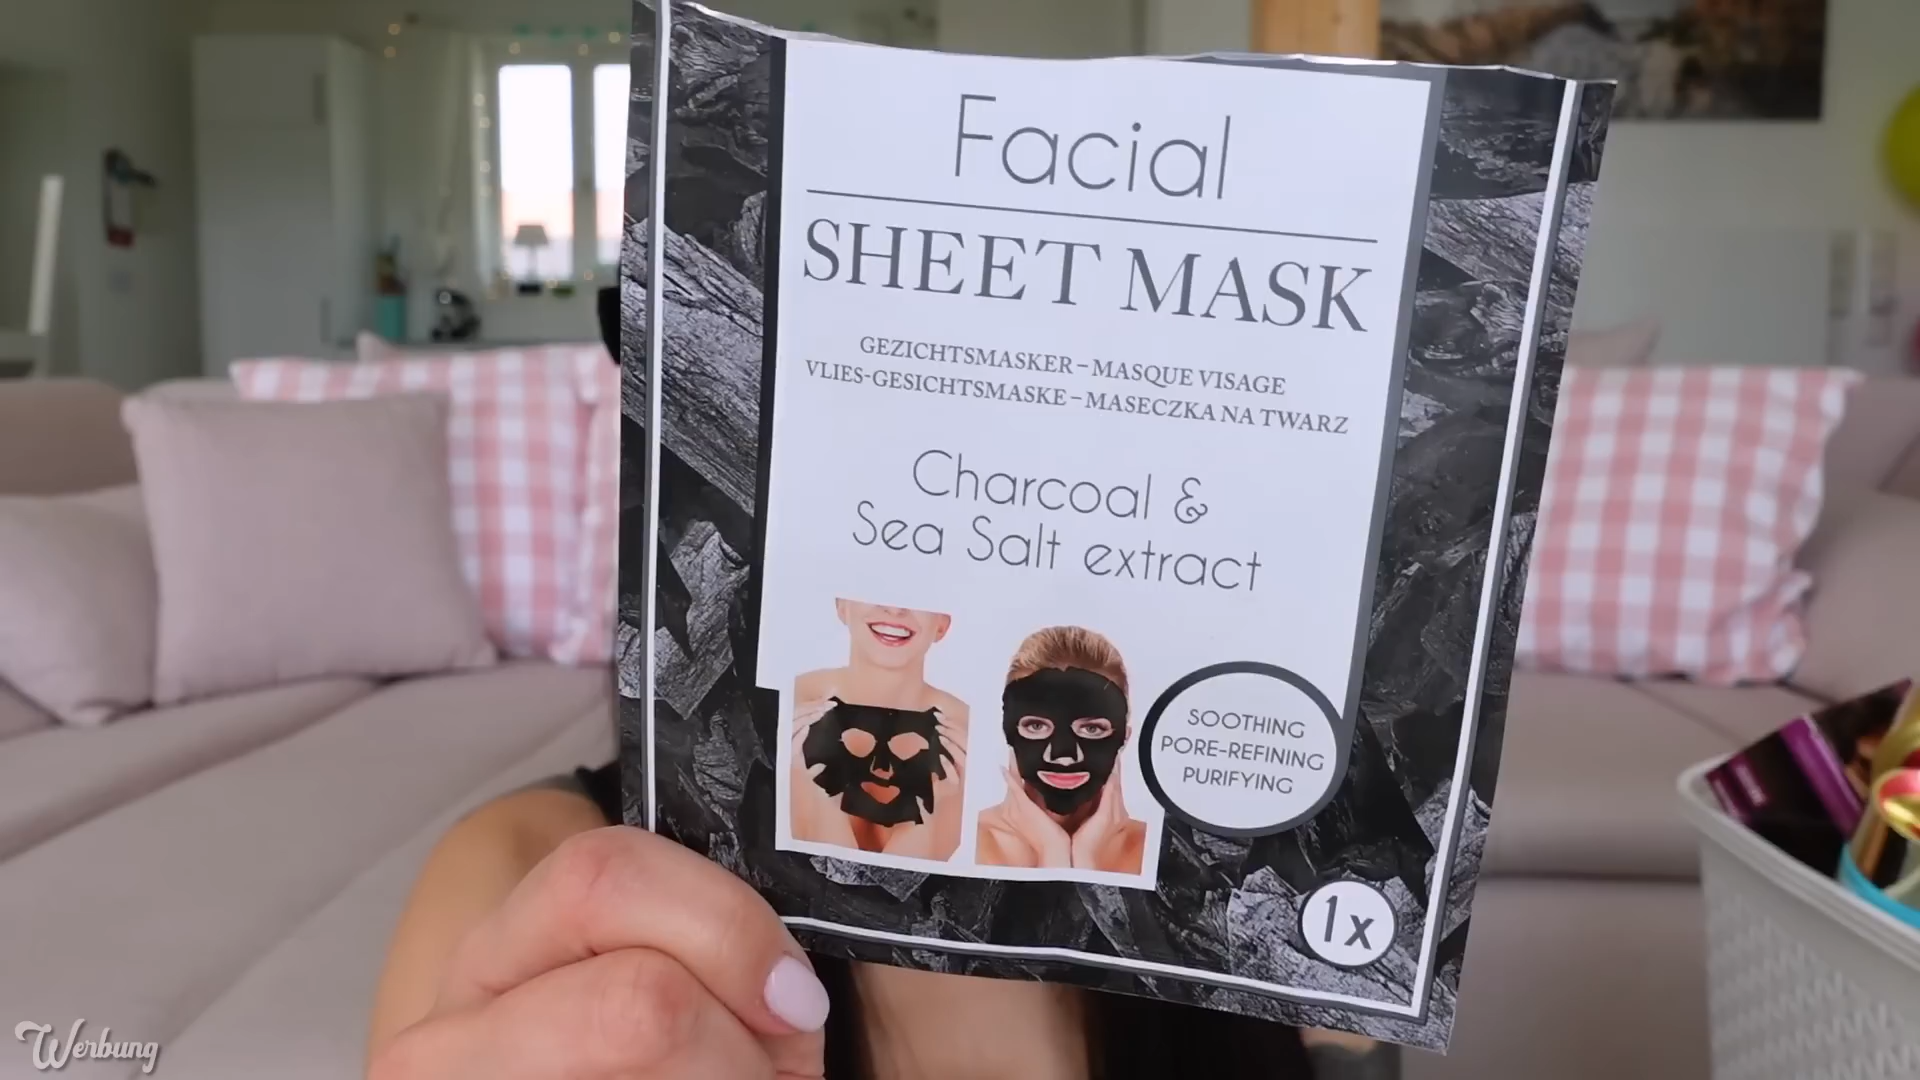 Facial
SHEET MASK
GEZICHTSMASKER – MASQUE VISAGE
VLIES-GESICHTSMASKE – MASECZKA NA TWARZ
Charcoal &
Sea Salt extract
SOOTHING
PORE-REFINING
PURIFYING
1x
Werbung